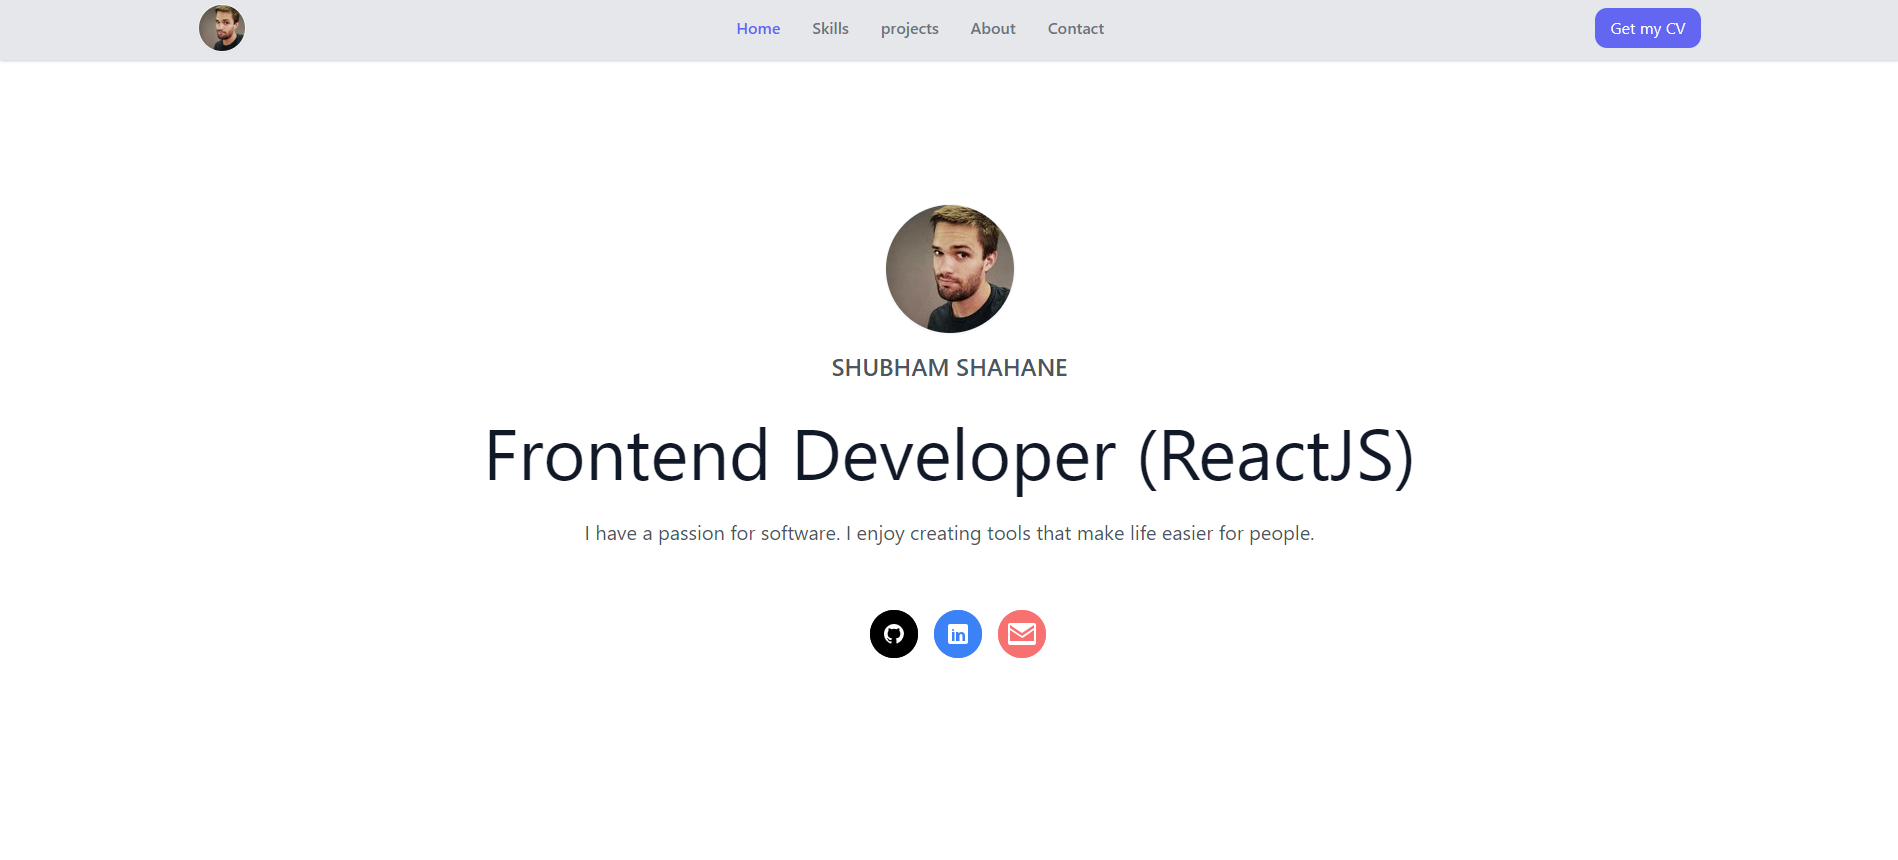 Home Skills projects About Contact Get my CV
SHUBHAM SHAHANE
Frontend Developer (ReactJS)
I have a passion for software. I enjoy creating tools that make life easier for people.
in